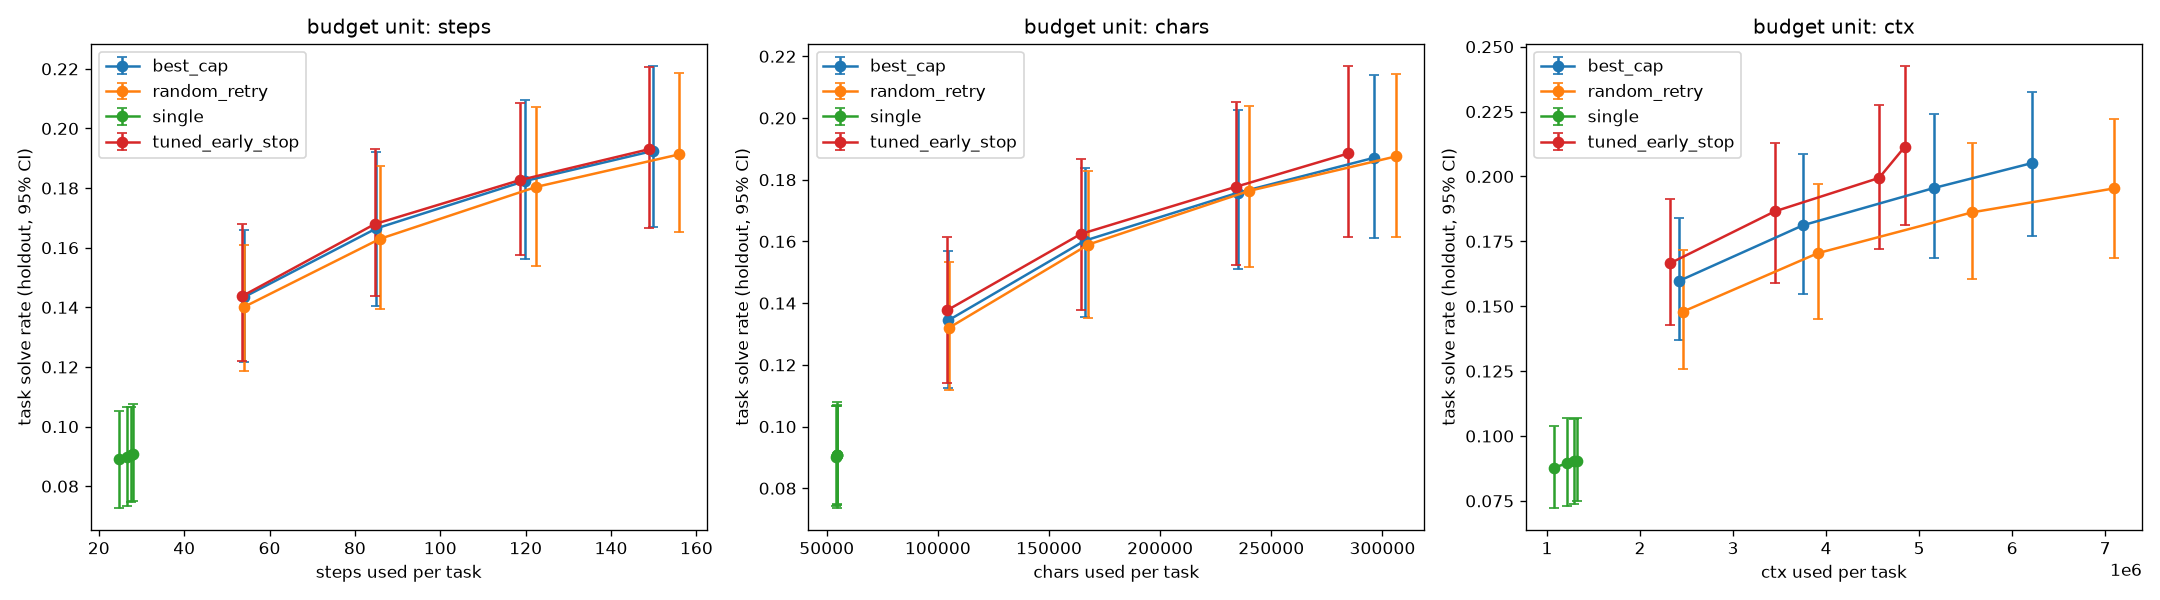 budget unit: steps
best_cap
random_retry
single
tuned_early_stop
task solve rate (holdout, 95% CI)
0.22
0.20
0.18
0.16
0.14
0.12
0.10
0.08
20 40 60 80 100 120 140 160
steps used per task
budget unit: chars
best_cap
random_retry
single
tuned_early_stop
task solve rate (holdout, 95% CI)
0.22
0.20
0.18
0.16
0.14
0.12
0.10
0.08
50000 100000 150000 200000 250000 300000
chars used per task
budget unit: ctx
best_cap
random_retry
single
tuned_early_stop
task solve rate (holdout, 95% CI)
0.250
0.225
0.200
0.175
0.150
0.125
0.100
0.075
1 2 3 4 5 6 7
1e6
ctx used per task